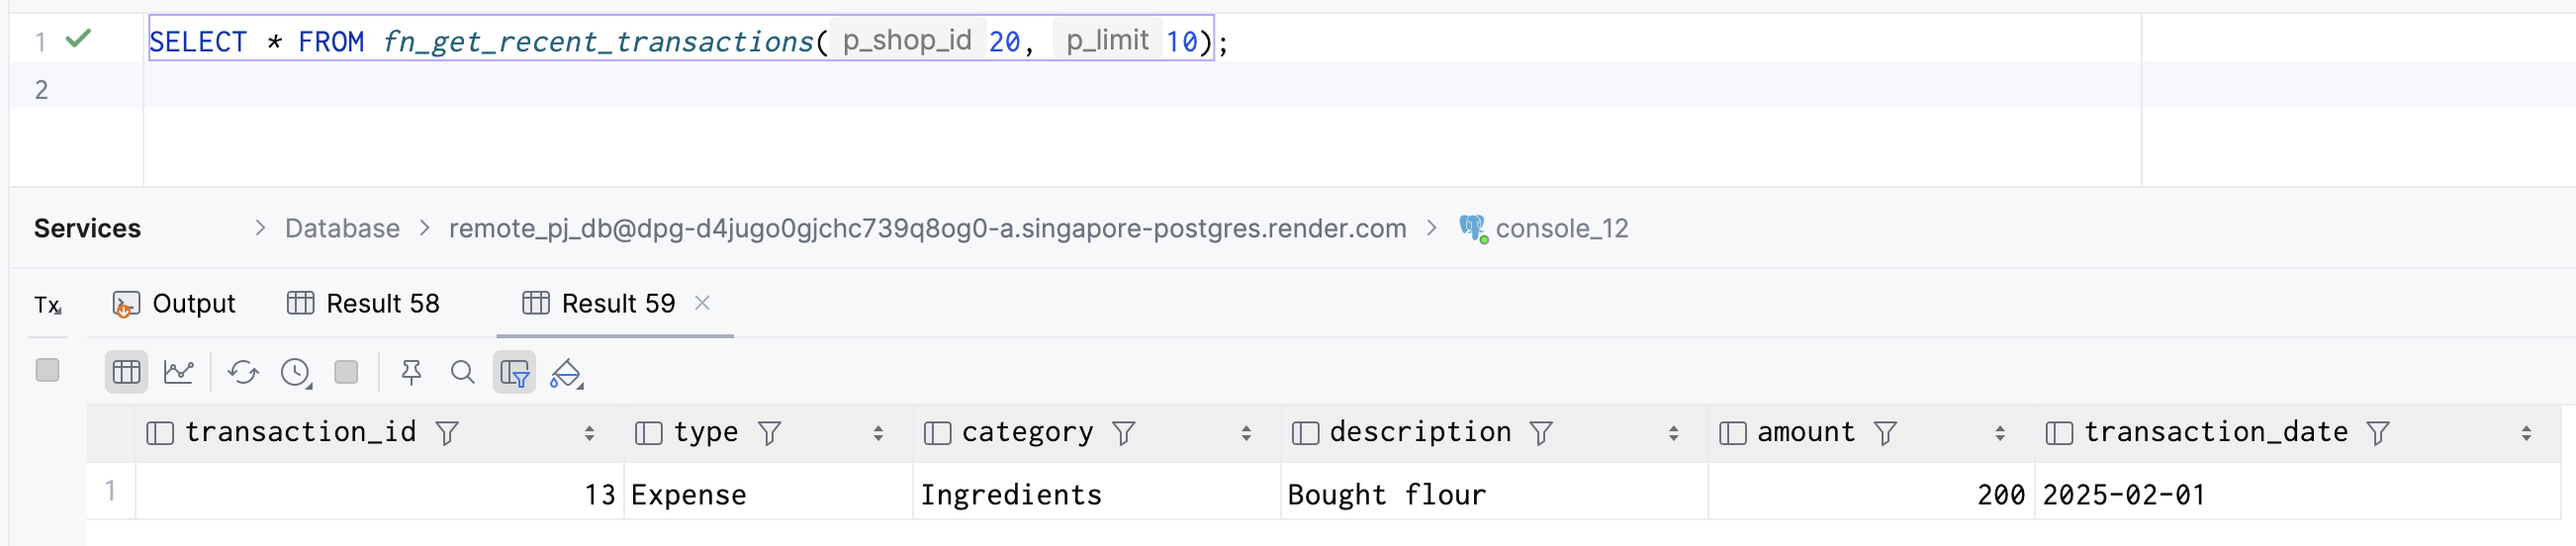 1 SELECT * FROM fn_get_recent_transactions( p_shop_id 20, p_limit 10);
2
Services > Database > remote_pj_db@dpg-d4jugo0gjchc739q8og0-a.singapore-postgres.render.com > console_12
Tx Output Result 58 Result 59
transaction_id type category description amount transaction_date
1 13 Expense Ingredients Bought flour 200 2025-02-01